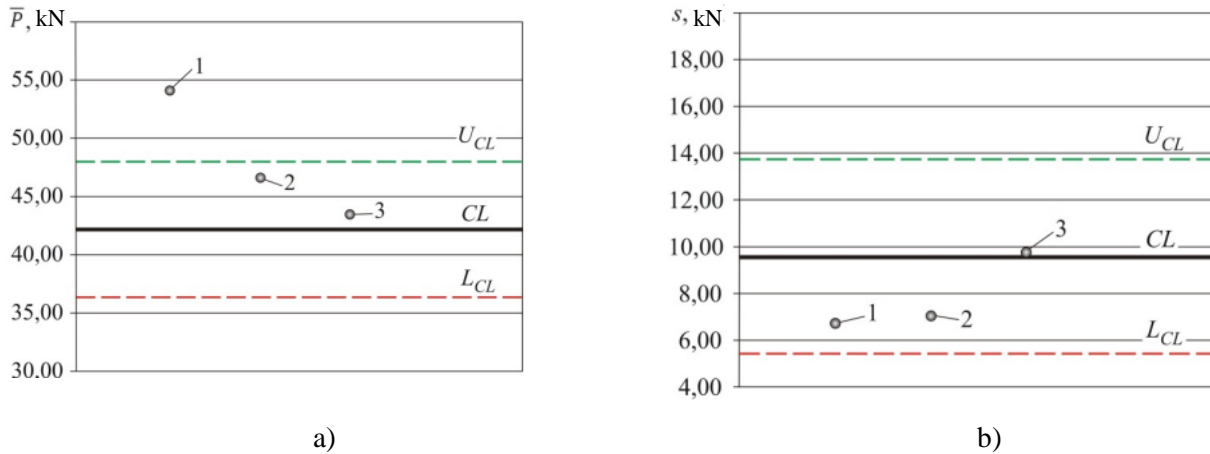 P̅, kN
55,00
50,00
45,00
40,00
35,00
30,00
1
2
3
U_CL
CL
L_CL
a)
s, kN
18,00
16,00
14,00
12,00
10,00
8,00
6,00
4,00
U_CL
3
CL
1
2
L_CL
b)